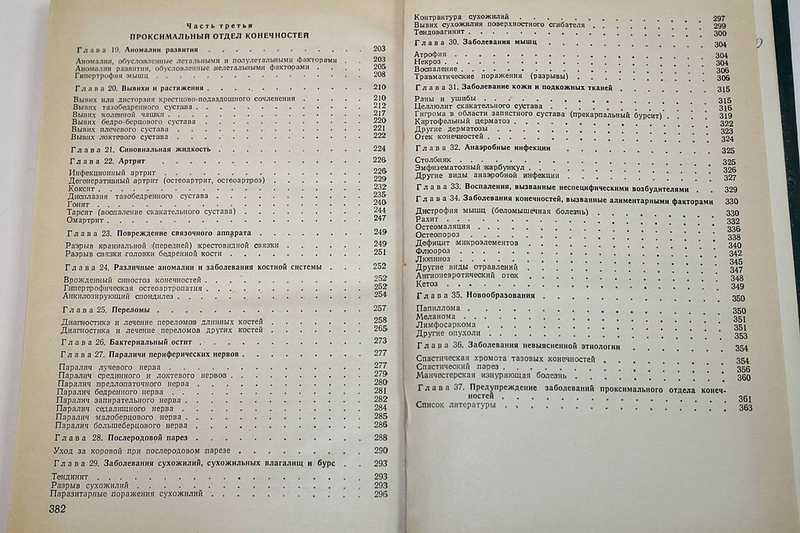 Часть третья
ПРОКСИМАЛЬНЫЙ ОТДЕЛ КОНЕЧНОСТЕЙ
Глава 19. Аномалии развития 203
Аномалии, обусловленные летальными и полулетальными факторами 203
Аномалии развития, обусловленные нелетальными факторами 205
Гипертрофия мышц 208
Глава 20. Вывихи и растяжения 210
Вывих или дисторзия крестцово-подвздошного сочленения 210
Вывих тазобедренного сустава 212
Вывих коленной чашки 217
Вывих бедро-берцового сустава 220
Вывих плечевого сустава 221
Вывих локтевого сустава 222
Глава 21. Синовиальная жидкость 224
Глава 22. Артрит 226
Инфекционный артрит 226
Дегенеративный артрит (остеоартрит, остеоартроз) 229
Коксит 232
Дисплазия тазобедренного сустава 235
Гонит 240
Тарсит (воспаление скакательного сустава) 244
Омартрит 247
Глава 23. Повреждение связочного аппарата 249
Разрыв краниальной (передней) крестовидной связки 249
Разрыв связки головки бедренной кости 251
Глава 24. Различные аномалии и заболевания костной системы 252
Врожденный синостоз конечностей 252
Гипертрофическая остеоартропатия 252
Анкилозирующий спондилез 254
Глава 25. Переломы 257
Диагностика и лечение переломов длинных костей 258
Диагностика и лечение переломов других костей 265
Глава 26. Бактериальный остит 273
Глава 27. Параличи периферических нервов 277
Паралич лучевого нерва 277
Паралич срединного и локтевого нервов 279
Паралич предлопаточного нерва 280
Паралич бедренного нерва 281
Паралич запирательного нерва 282
Паралич седалищного нерва 284
Паралич малоберцового нерва 285
Паралич большеберцового нерва 286
Глава 28. Послеродовой парез 288
Уход за коровой при послеродовом парезе 290
Глава 29. Заболевания сухожилий, сухожильных влагалищ и бурс 293
Тендинит 293
Разрыв сухожилий 293
Паразитарные поражения сухожилий 296
382
Контрактура сухожилий 297
Вывих сухожилия поверхностного сгибателя 299
Тендовагинит 300
Глава 30. Заболевания мышц 304
Атрофия 304
Некроз 304
Воспаление 306
Травматические поражения (разрывы) 306
Глава 31. Заболевание кожи и подкожных тканей 315
Раны и ушибы 315
Целлюлит скакательного сустава 316
Гигрома в области запястного сустава (прекарпальный бурсит) 319
Картофельный дерматоз 322
Другие дерматозы 323
Отек конечностей 324
Глава 32. Анаэробные инфекции 325
Столбняк 325
Эмфизематозный карбункул 326
Другие виды анаэробной инфекции 327
Глава 33. Воспаления, вызванные неспецифическими возбудителями 329
Глава 34. Заболевания конечностей, вызванные алиментарными факторами 330
Дистрофия мышц (беломышечная болезнь) 330
Рахит 332
Остеомаляция 336
Остеопороз 338
Дефицит микроэлементов 340
Флюороз 342
Люпиноз 345
Другие виды отравлений 347
Ангионевротический отек 348
Кетоз 349
Глава 35. Новообразования 350
Папиллома 350
Меланома 351
Лимфосаркома 351
Другие опухоли 353
Глава 36. Заболевания невыясненной этиологии 354
Спастическая хромота тазовых конечностей 354
Спастический парез 356
Манчестерская изнуряющая болезнь 360
Глава 37. Предупреждение заболеваний проксимального отдела конеч-
ностей 361
Список литературы 363